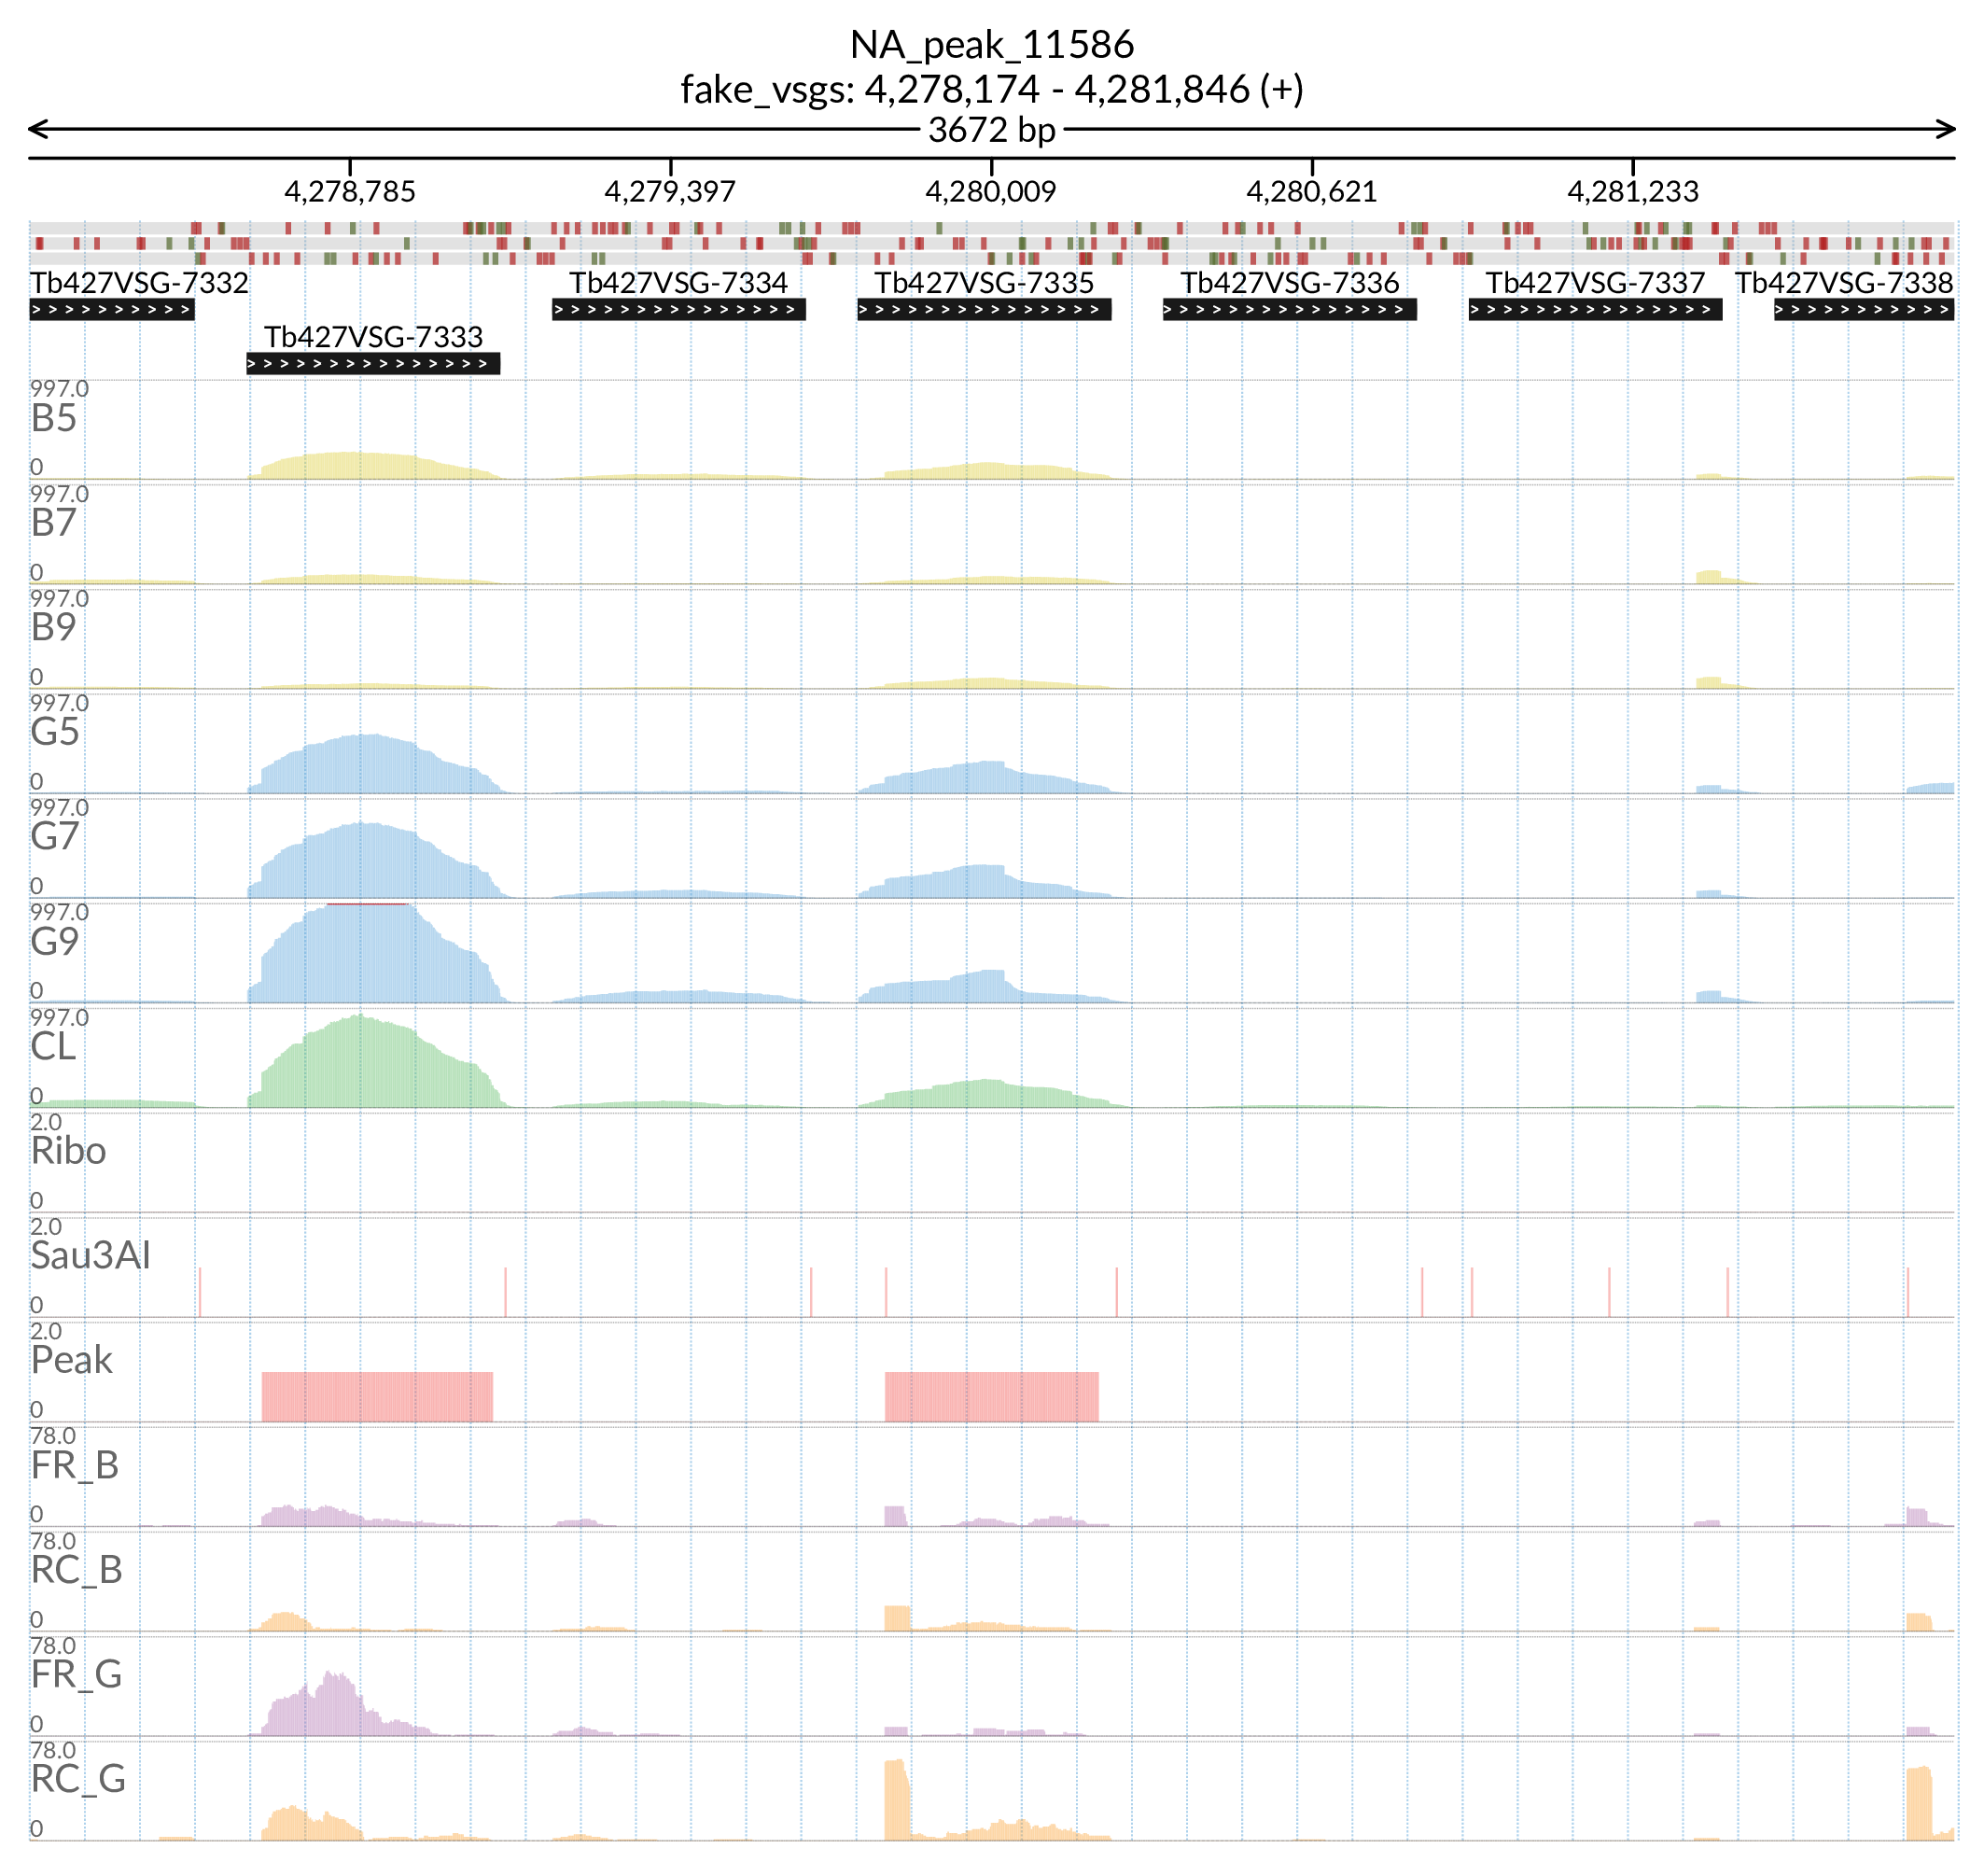 NA_peak_11586
fake_vsgs: 4,278,174 - 4,281,846 (+)
3672 bp
4,278,785 4,279,397 4,280,009 4,280,621 4,281,233
Tb427VSG-7332 Tb427VSG-7334 Tb427VSG-7335 Tb427VSG-7336 Tb427VSG-7337 Tb427VSG-7338
Tb427VSG-7333
997.0
B5
0
997.0
B7
0
997.0
B9
0
997.0
G5
0
997.0
G7
0
997.0
G9
0
997.0
CL
0
2.0
Ribo
0
2.0
Sau3AI
0
2.0
Peak
0
78.0
FR_B
0
78.0
RC_B
0
78.0
FR_G
0
78.0
RC_G
0